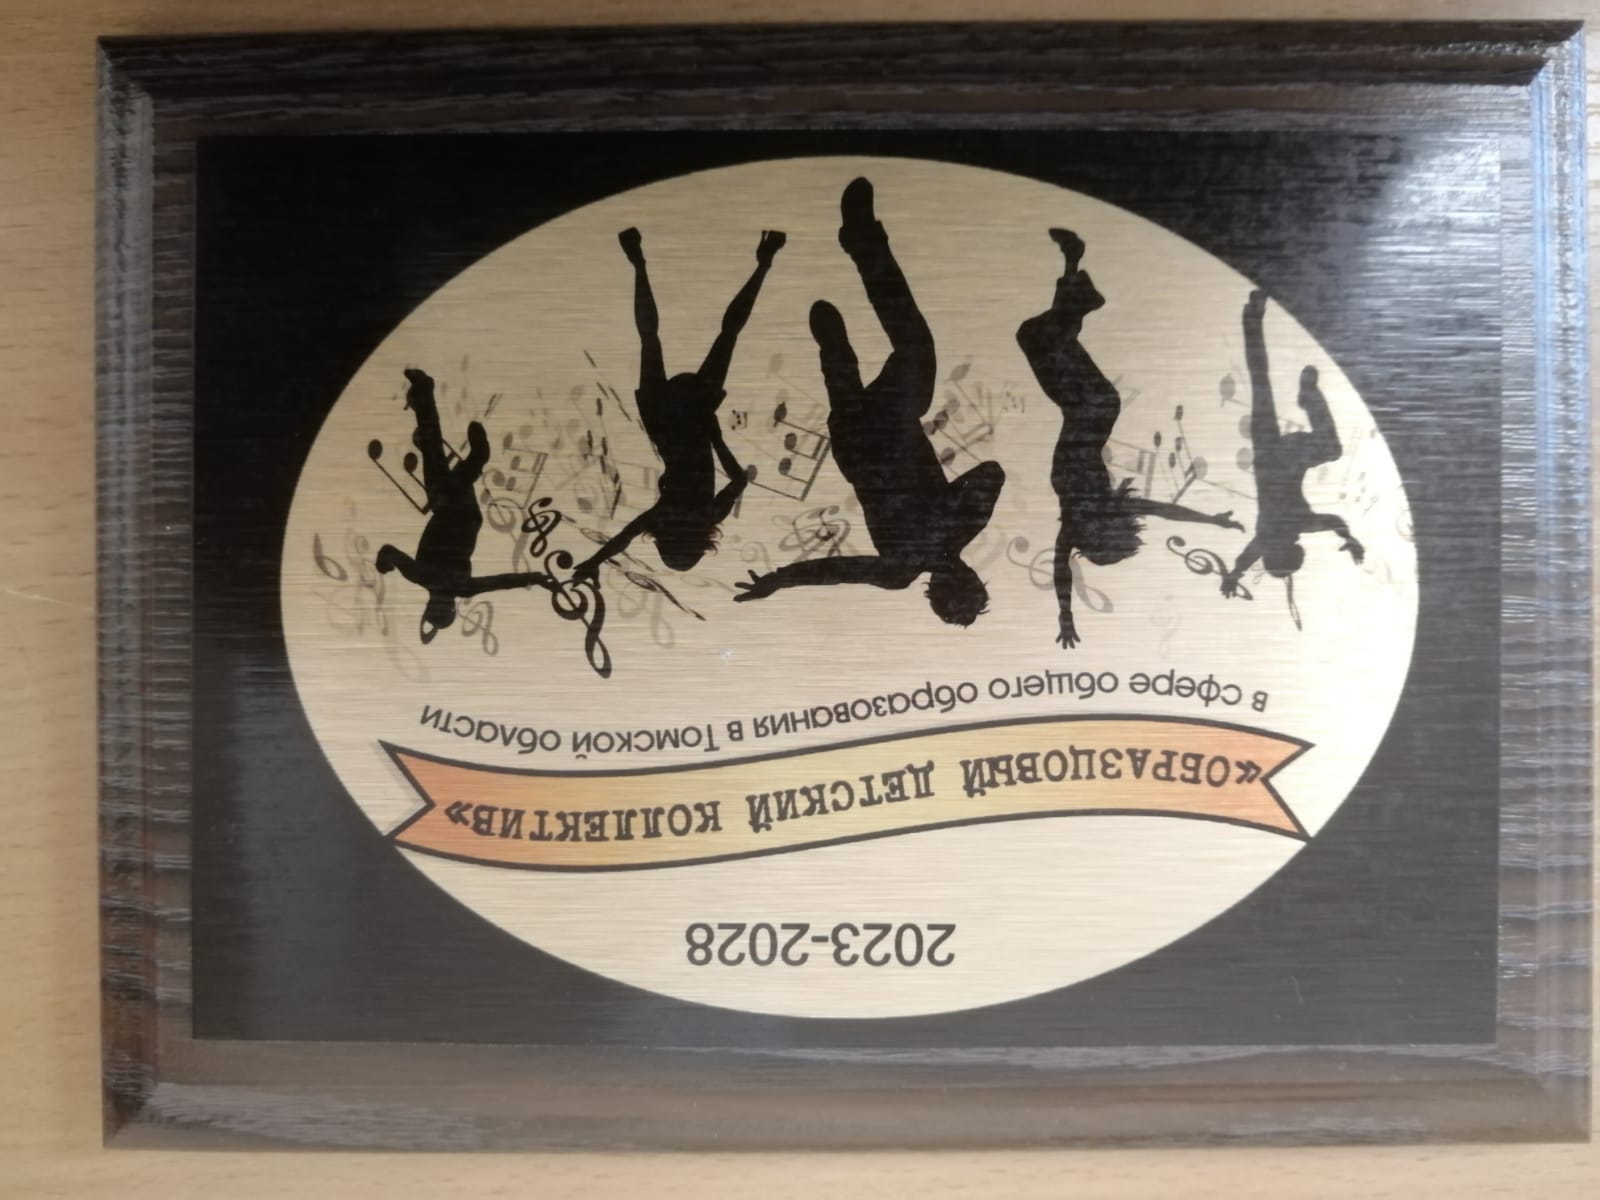 2023-2028
«ОБРАЗЦОВЫЙ ДЕТСКИЙ КОЛЛЕКТИВ»
в сфере общего образования в Томской области